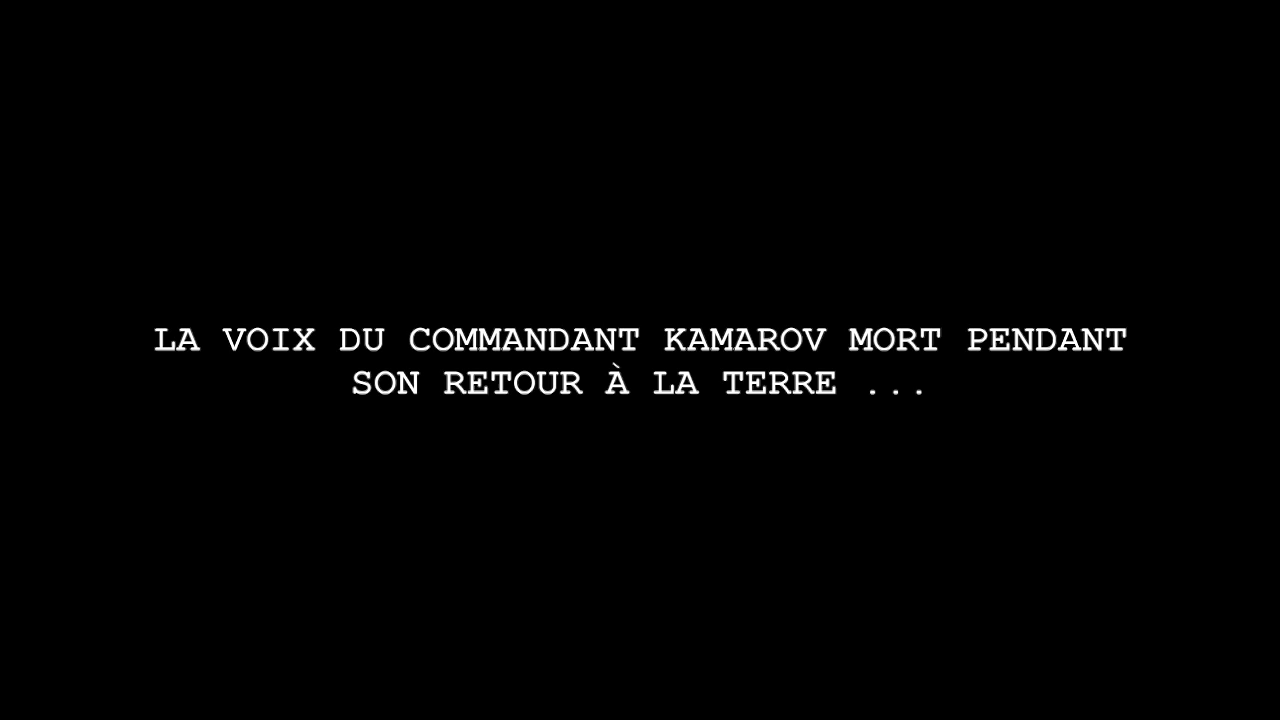 LA VOIX DU COMMANDANT KAMAROV MORT PENDANT
SON RETOUR À LA TERRE ...